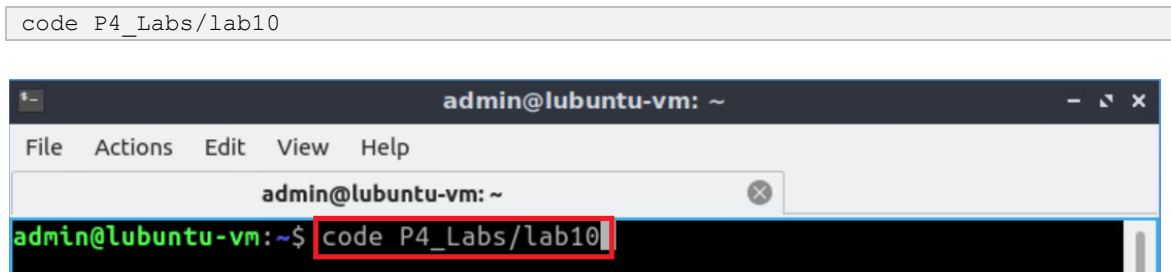 code P4_Labs/lab10
admin@lubuntu-vm: ~
File Actions Edit View Help
admin@lubuntu-vm: ~
admin@lubuntu-vm:~$ code P4_Labs/lab10